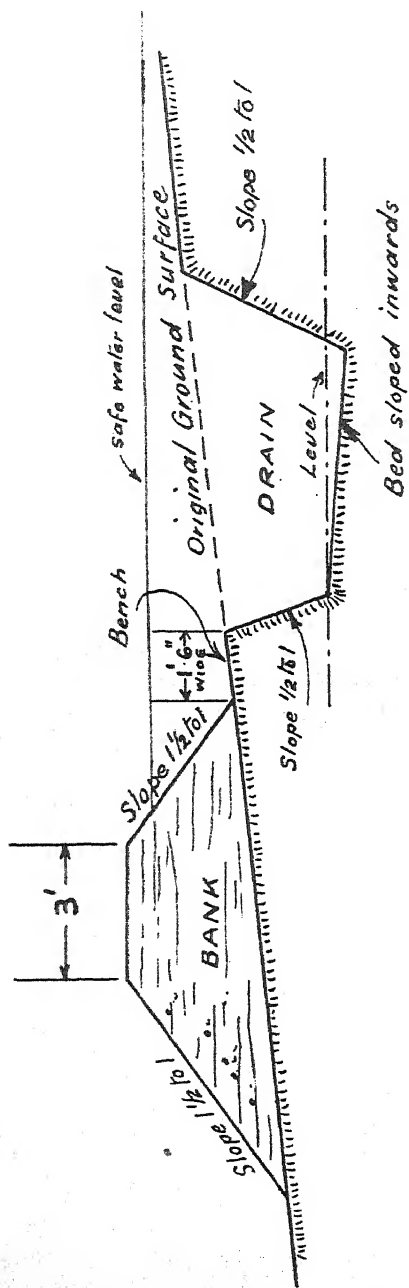 3'
safe water level
Original Ground Surface
Bench
1' 6"
WIDE
Slope 1½ to 1
Slope 1½ to 1
BANK
DRAIN
Slope ½ to 1
Slope ½ to 1
Level
Bed sloped inwards